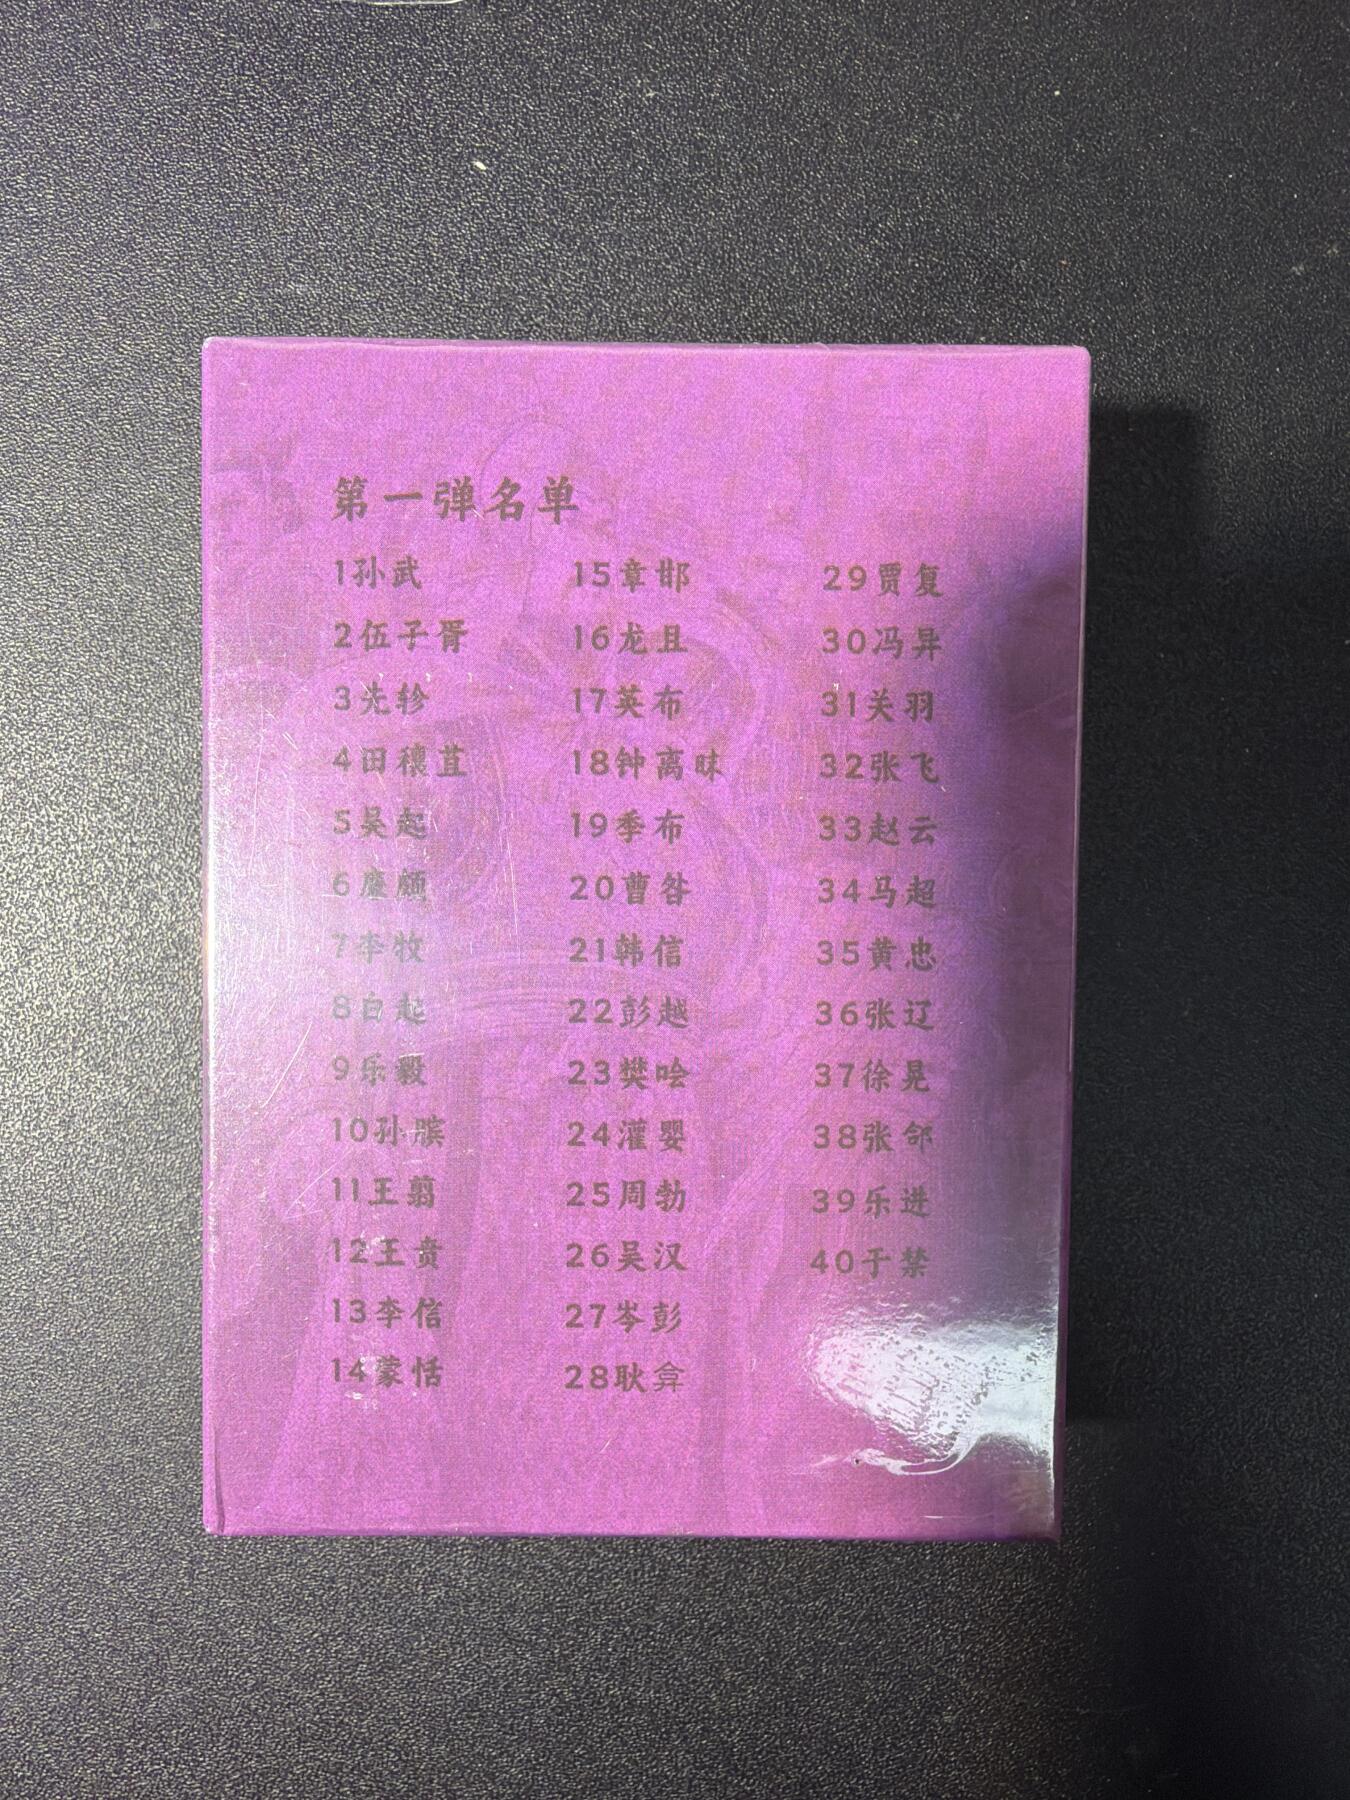 第一弹名单
1孙武
2伍子胥
3先轸
4田穰苴
5吴起
6廉颇
7李牧
8白起
9乐毅
10孙膑
11王翦
12王贲
13李信
14蒙恬
15章邯
16龙且
17英布
18钟离昧
19季布
20曹咎
21韩信
22彭越
23樊哙
24灌婴
25周勃
26吴汉
27岑彭
28耿弇
29贾复
30冯异
31关羽
32张飞
33赵云
34马超
35黄忠
36张辽
37徐晃
38张郃
39乐进
40于禁